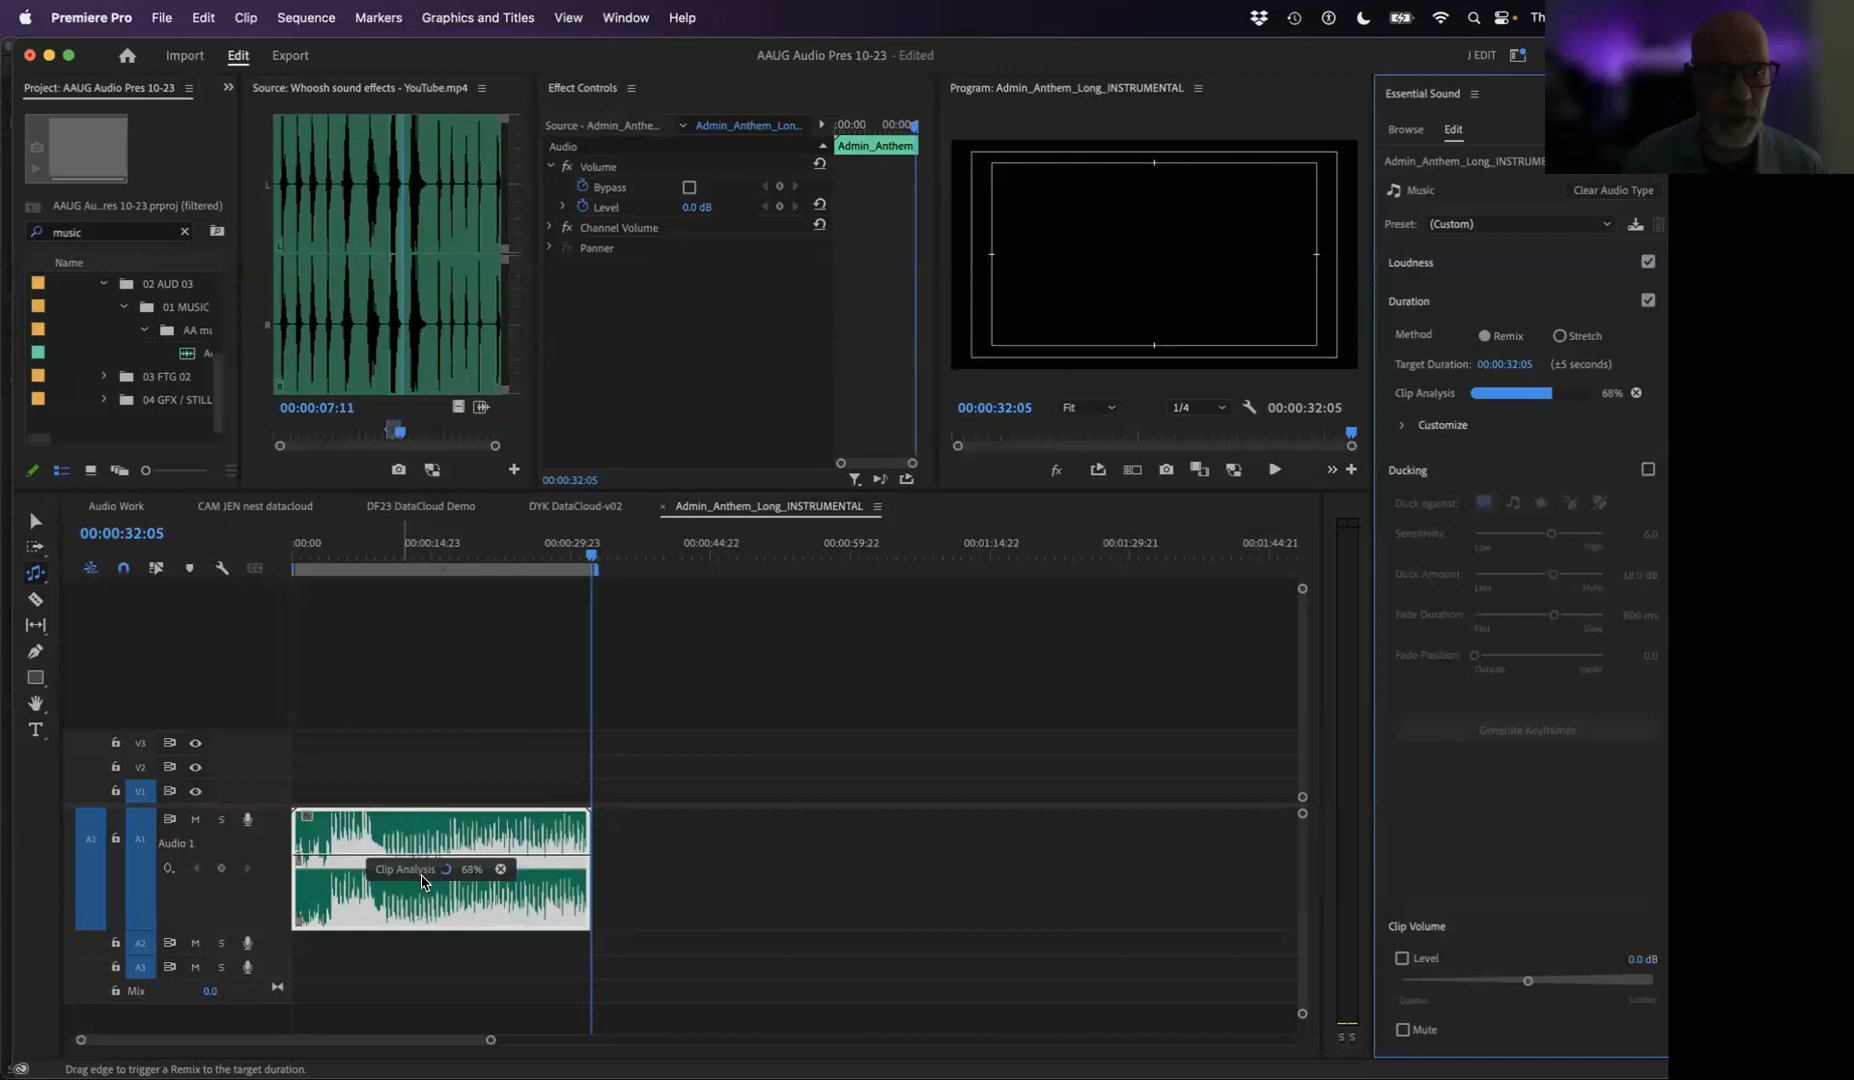 Premiere Pro File Edit Clip Sequence Markers Graphics and Titles View Window Help Th
Import Edit Export AAUG Audio Pres 10-23 - Edited J EDIT
Project: AAUG Audio Pres 10-23
Source: Whoosh sound effects - YouTube.mp4
Effect Controls
Program: Admin_Anthem_Long_INSTRUMENTAL
Essential Sound
Browse Edit
Source - Admin_Anthe... Admin_Anthem_Lon... :00:00 00:00:
Audio
Admin_Anthem
Volume
Bypass
Level 0.0 dB
Channel Volume
Panner
00:00:32:05
AAUG Au...res 10-23.prproj (filtered)
music
Name
02 AUD 03
01 MUSIC
AA mu
03 FTG 02
04 GFX / STILL
L
L
R
R
00:00:07:11
00:00:32:05 Fit 1/4 00:00:32:05
fx
Admin_Anthem_Long_INSTRUME
Music Clear Audio Type
Preset: (Custom)
Loudness
Duration
Method Remix Stretch
Target Duration: 00:00:32:05 (±5 seconds)
Clip Analysis 68%
Customize
Ducking
Duck against:
Sensitivity: 6.0
Low High
Duck Amount: 18.0 dB
Less More
Fade Duration: 800 ms
Fast Slow
Fade Position: 0.0
Outside Inside
Generate Keyframes
Clip Volume
Level 0.0 dB
Quieter Louder
Mute
Audio Work CAM JEN nest datacloud DF23 DataCloud Demo DYK DataCloud-v02 × Admin_Anthem_Long_INSTRUMENTAL
00:00:32:05
:00:00 00:00:14:23 00:00:29:23 00:00:44:22 00:00:59:22 00:01:14:22 00:01:29:21 00:01:44:21
V3
V2
V1
A1 A1 M S
Audio 1
Clip Analysis 68%
A2 M S
A3 M S
Mix 0.0
S S
Drag edge to trigger a Remix to the target duration.